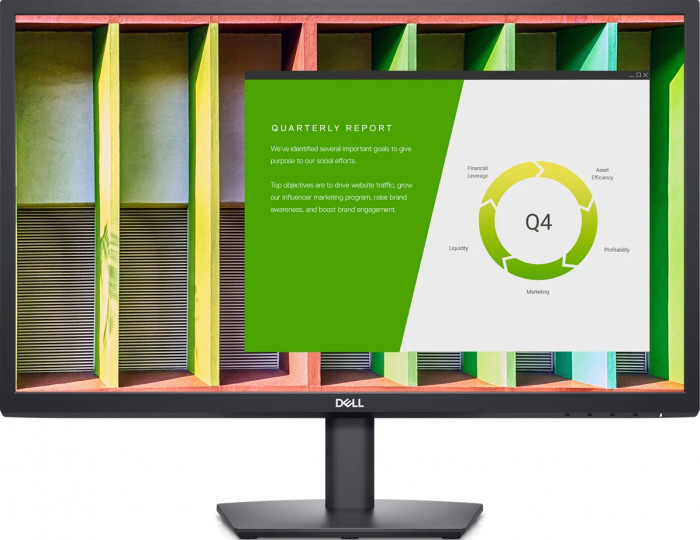 QUARTERLY REPORT
We've identified several important goals to give
purpose to our social efforts.
Top objectives are to drive website traffic, grow
our influencer marketing program, raise brand
awareness, and boost brand engagement.
Financial
Leverage
Asset
Efficiency
Q4
Liquidity
Profitability
Marketing
DELL